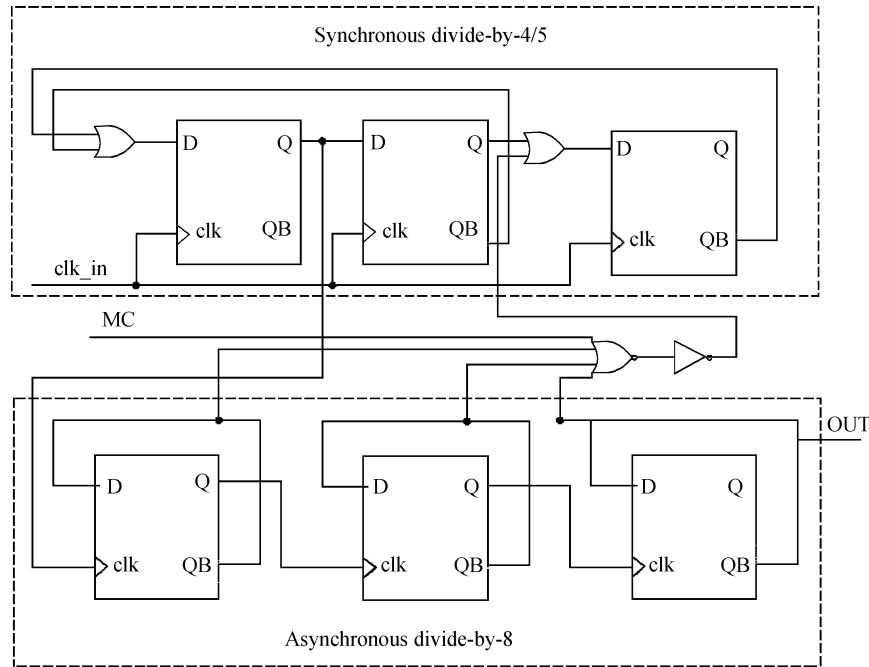 Synchronous divide-by-4/5
D Q D Q D Q
clk QB clk QB clk QB
clk_in
MC
OUT
D Q D Q D Q
clk QB clk QB clk QB
Asynchronous divide-by-8